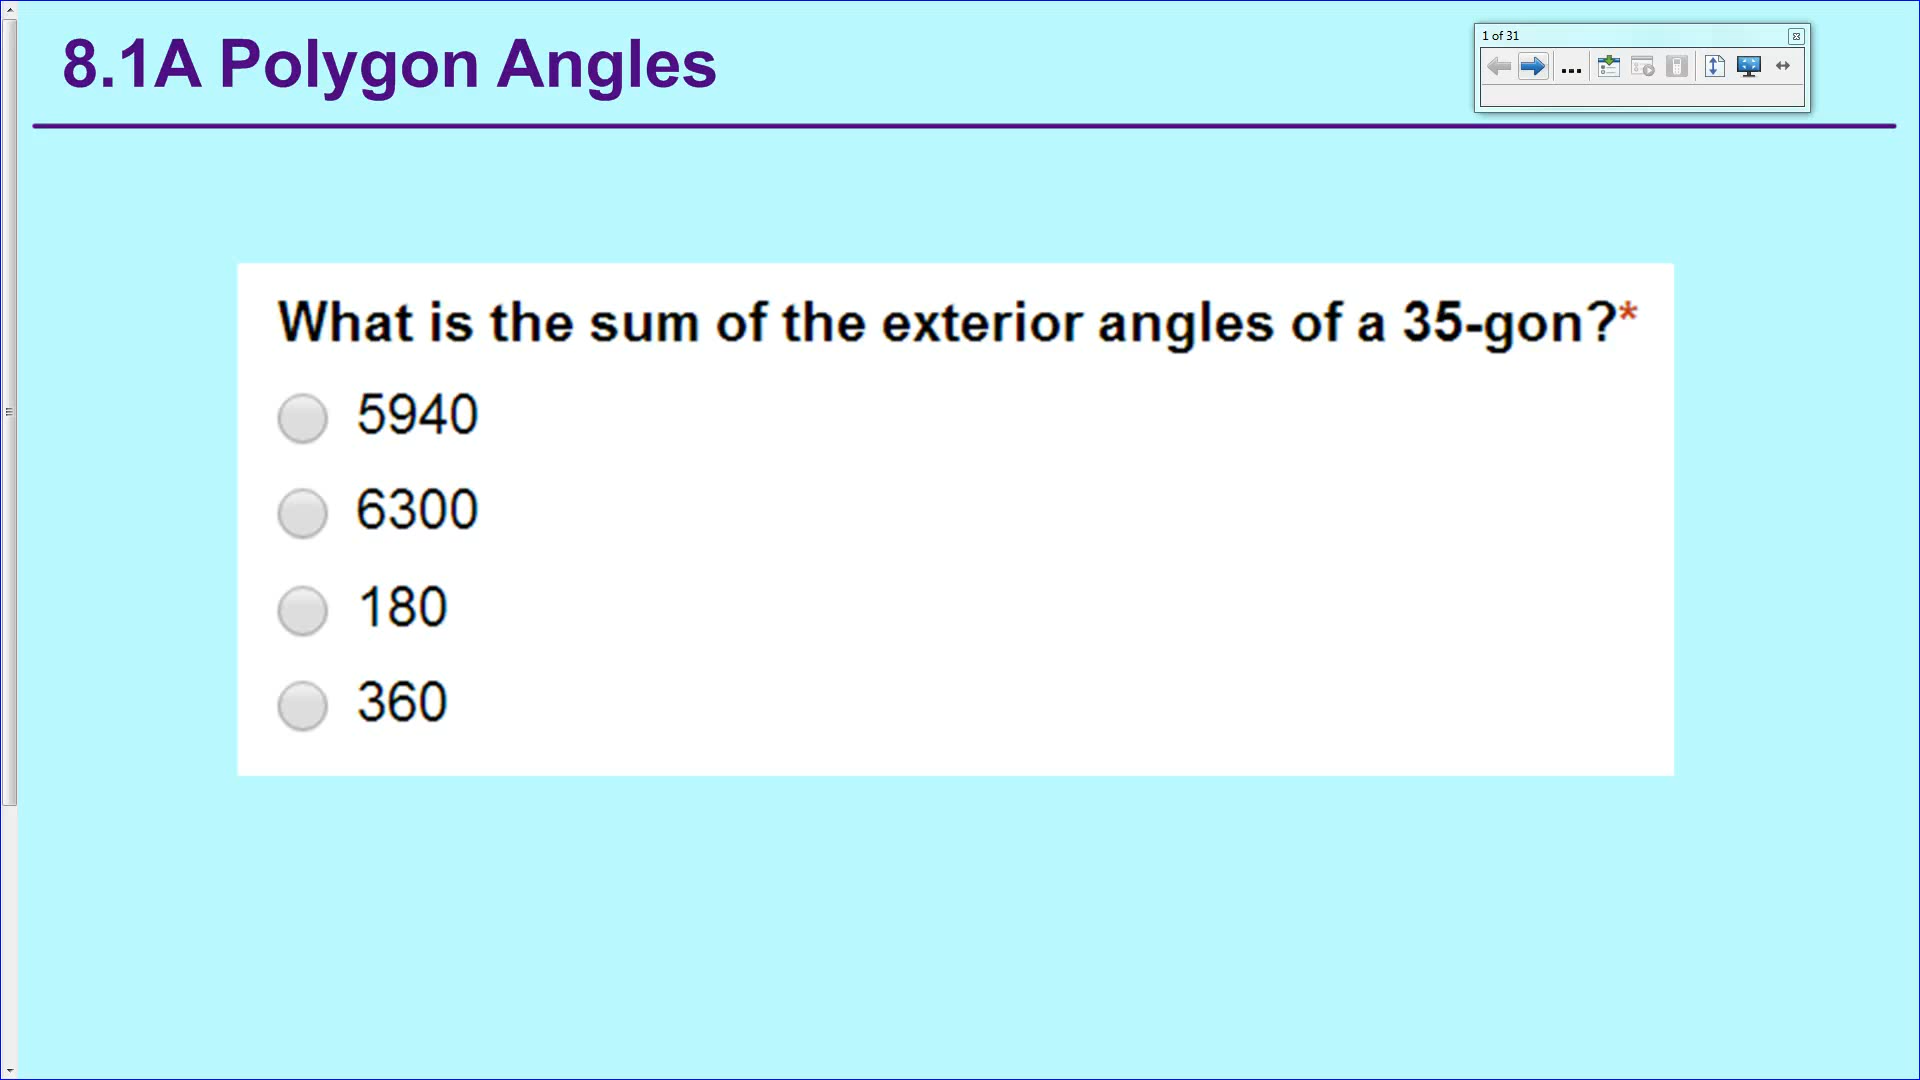 8.1A Polygon Angles
1 of 31
What is the sum of the exterior angles of a 35-gon?*
5940
6300
180
360